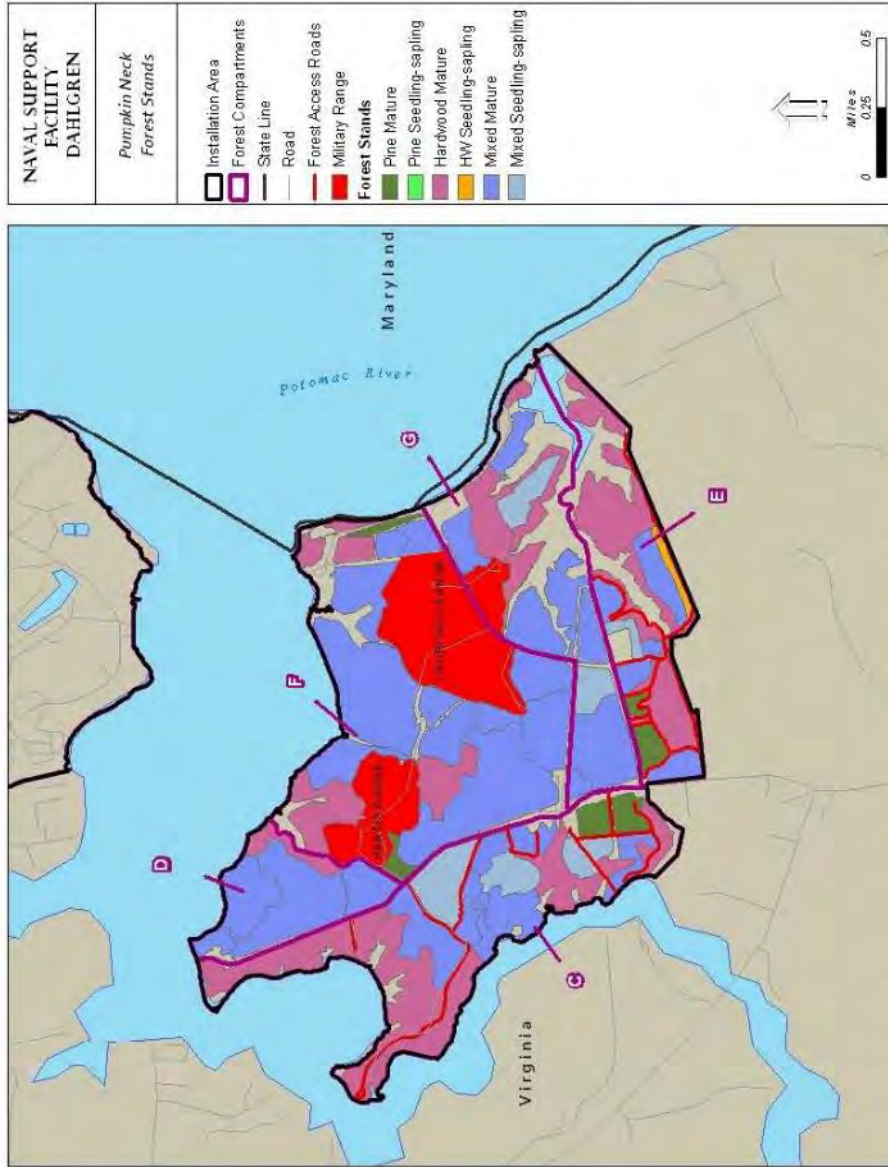 NAVAL SUPPORT
FACILITY
DAHLGREN
Pumpkin Neck
Forest Stands
Installation Area
Forest Compartments
State Line
Road
Forest Access Roads
Military Range
Forest Stands
Pine Mature
Pine Seedling-sapling
Hardwood Mature
HW Seedling-sapling
Mixed Mature
Mixed Seedling-sapling
Miles
0 0.25 0.5
Maryland
Potomac River
Virginia
D
F
G
E
C